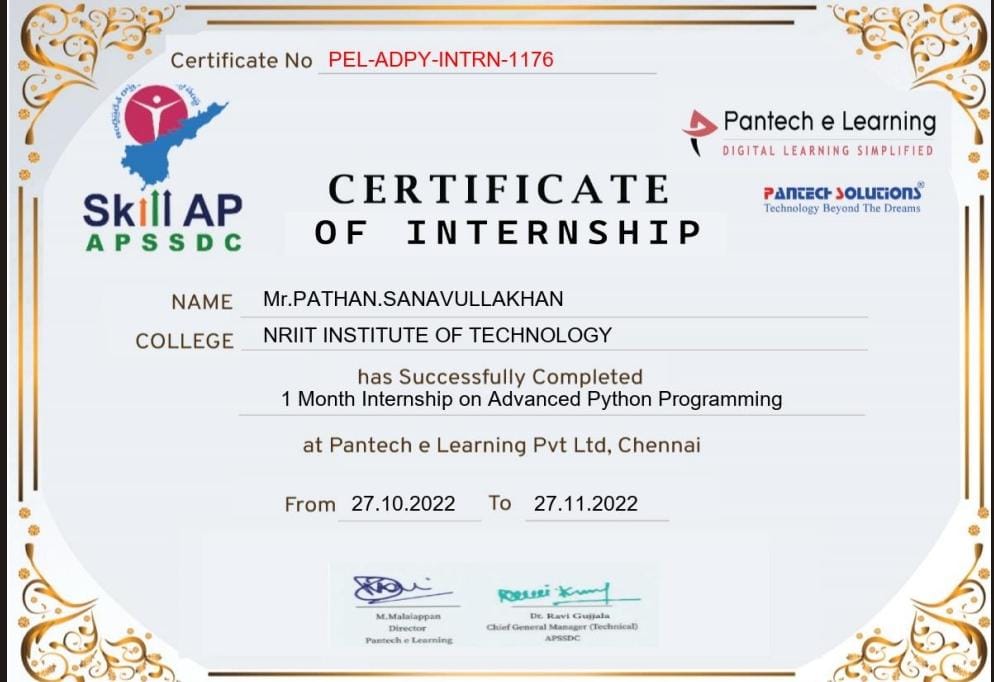 Certificate No PEL-ADPY-INTRN-1176
Skill AP
APSSDC
Pantech e Learning
DIGITAL LEARNING SIMPLIFIED
PANTECH SOLUTIONS®
Technology Beyond The Dreams
CERTIFICATE
OF INTERNSHIP
NAME Mr.PATHAN.SANAVULLAKHAN
COLLEGE NRIIT INSTITUTE OF TECHNOLOGY
has Successfully Completed
1 Month Internship on Advanced Python Programming
at Pantech e Learning Pvt Ltd, Chennai
From 27.10.2022 To 27.11.2022
M.Malaiappan
Director
Pantech e Learning
Dr. Ravi Gujjala
Chief General Manager (Technical)
APSSDC